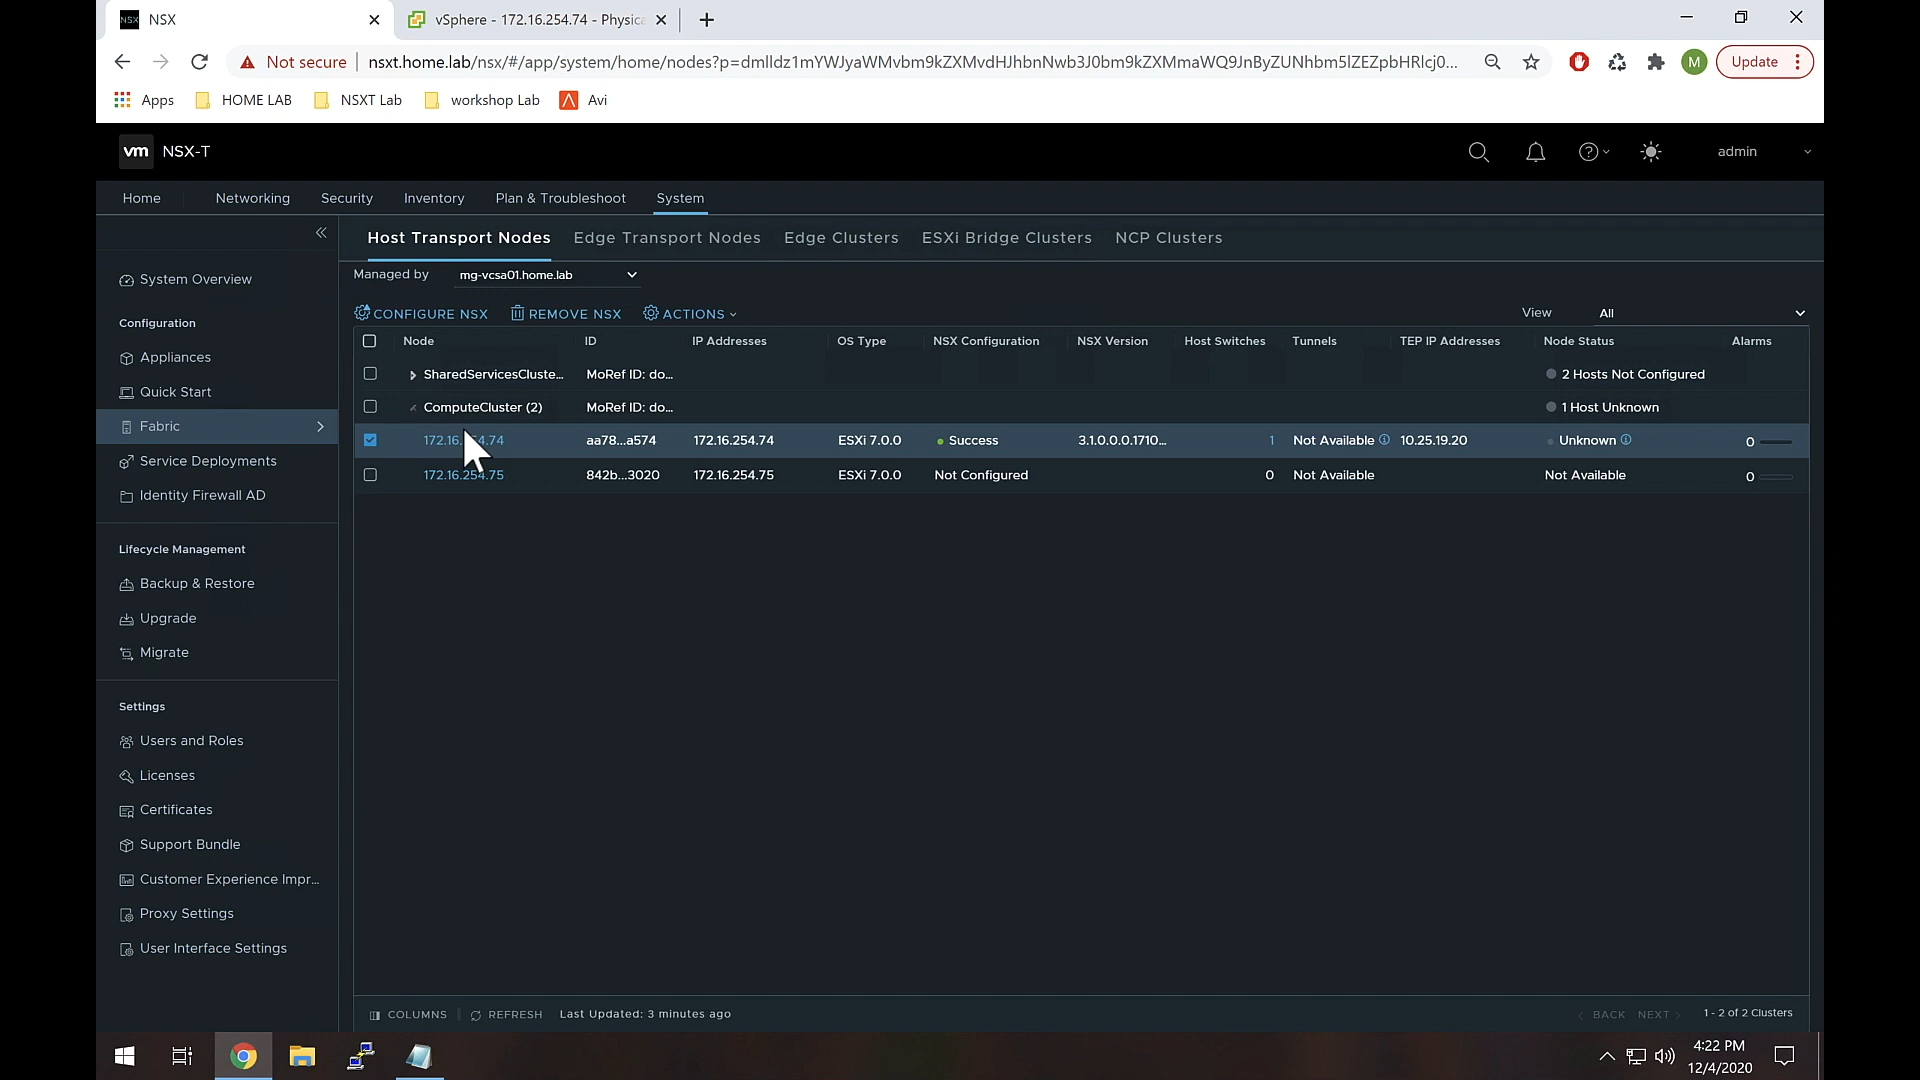 NSX
vSphere - 172.16.254.74 - Physica
Not secure
nsxt.home.lab/nsx/#/app/system/home/nodes?p=dmlldz1mYWJyaWMvbm9kZXMvdHJhbnNwb3J0bm9kZXMmaWQ9JnByZUNhbm5lZEZpbHRlcj0...
M
Update
Apps
HOME LAB
NSXT Lab
workshop Lab
Avi
vm NSX-T
admin
Home
Networking
Security
Inventory
Plan & Troubleshoot
System
System Overview
Configuration
Appliances
Quick Start
Fabric
Service Deployments
Identity Firewall AD
Lifecycle Management
Backup & Restore
Upgrade
Migrate
Settings
Users and Roles
Licenses
Certificates
Support Bundle
Customer Experience Impr...
Proxy Settings
User Interface Settings
Host Transport Nodes
Edge Transport Nodes
Edge Clusters
ESXi Bridge Clusters
NCP Clusters
Managed by mg-vcsa01.home.lab
CONFIGURE NSX
REMOVE NSX
ACTIONS
View All
Node ID IP Addresses OS Type NSX Configuration NSX Version Host Switches Tunnels TEP IP Addresses Node Status Alarms
SharedServicesCluste... MoRef ID: do... 2 Hosts Not Configured
ComputeCluster (2) MoRef ID: do... 1 Host Unknown
aa78...a574 172.16.254.74 ESXi 7.0.0 Success 3.1.0.0.0.1710... 1 Not Available 10.25.19.20 Unknown 0
172.16.254.75 842b...3020 172.16.254.75 ESXi 7.0.0 Not Configured 0 Not Available Not Available 0
COLUMNS
REFRESH
Last Updated: 3 minutes ago
BACK NEXT
1 - 2 of 2 Clusters
4:22 PM
12/4/2020